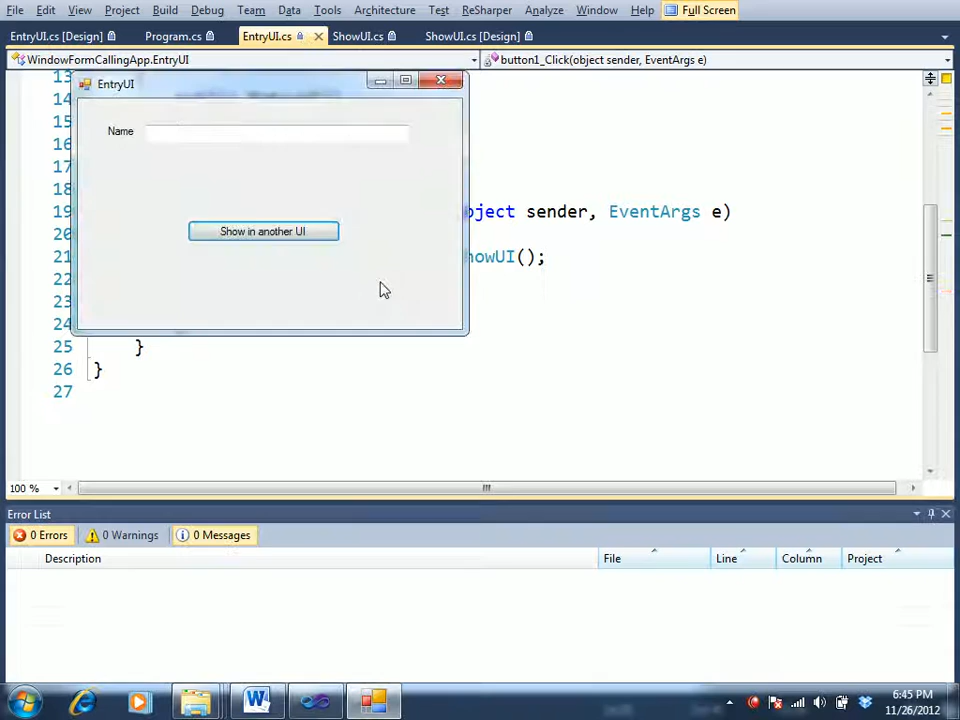 File Edit View Project Build Debug Team Data Tools Architecture Test ReSharper Analyze Window Help Full Screen
EntryUI.cs [Design] Program.cs EntryUI.cs ShowUI.cs ShowUI.cs [Design]
WindowFormCallingApp.EntryUI button1_Click(object sender, EventArgs e)
13
EntryUI
14
15
Name
16
17
18
19 bject sender, EventArgs e)
20
Show in another UI
21 howUI();
22
23
24
25 }
26 }
27
100 %
Error List
0 Errors 0 Warnings 0 Messages
Description File Line Column Project
6:45 PM
11/26/2012